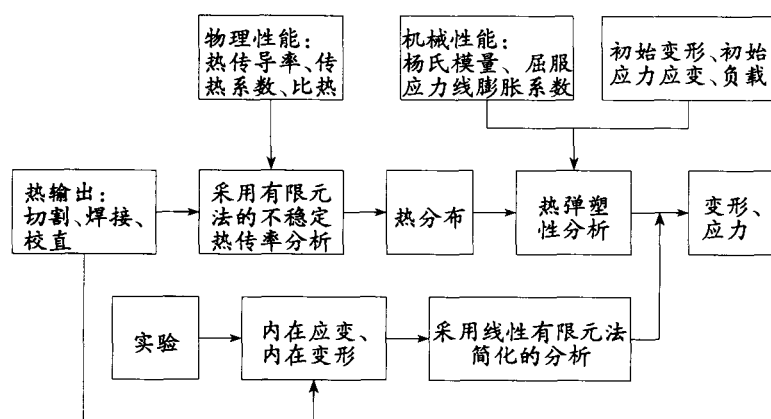 物理性能：
热传导率、传
热系数、比热
机械性能：
杨氏模量、屈服
应力线膨胀系数
初始变形、初始
应力应变、负载
热输出：
切割、焊接、
校直
采用有限元
法的不稳定
热传率分析
热分布
热弹塑
性分析
变形、
应力
实验
内在应变、
内在变形
采用线性有限元法
简化的分析